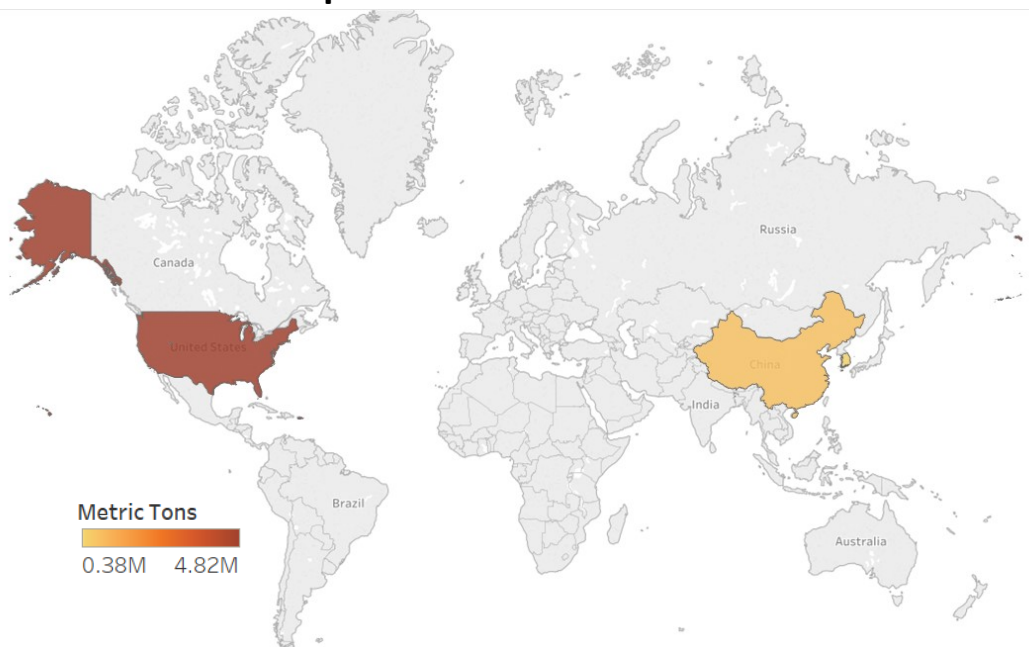 Canada
Russia
United States
China
India
Brazil
Australia
Metric Tons
0.38M 4.82M